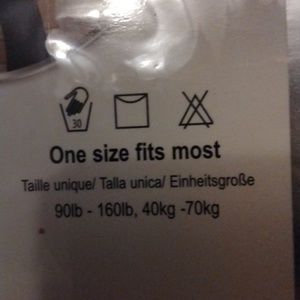 30
One size fits most
Taille unique/ Talla unica/ Einheitsgroße
90lb - 160lb, 40kg -70kg